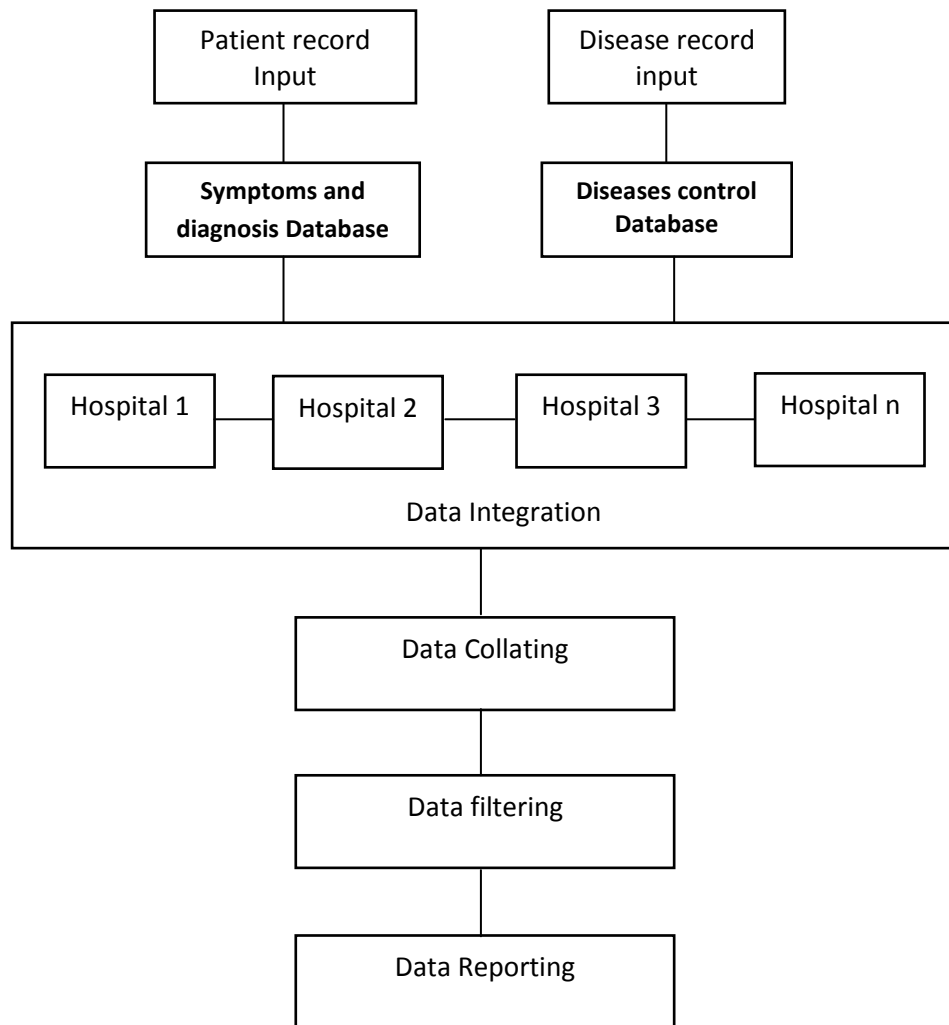 Patient record
Input
Disease record
input
Symptoms and
diagnosis Database
Diseases control
Database
Hospital 1
Hospital 2
Hospital 3
Hospital n
Data Integration
Data Collating
Data filtering
Data Reporting